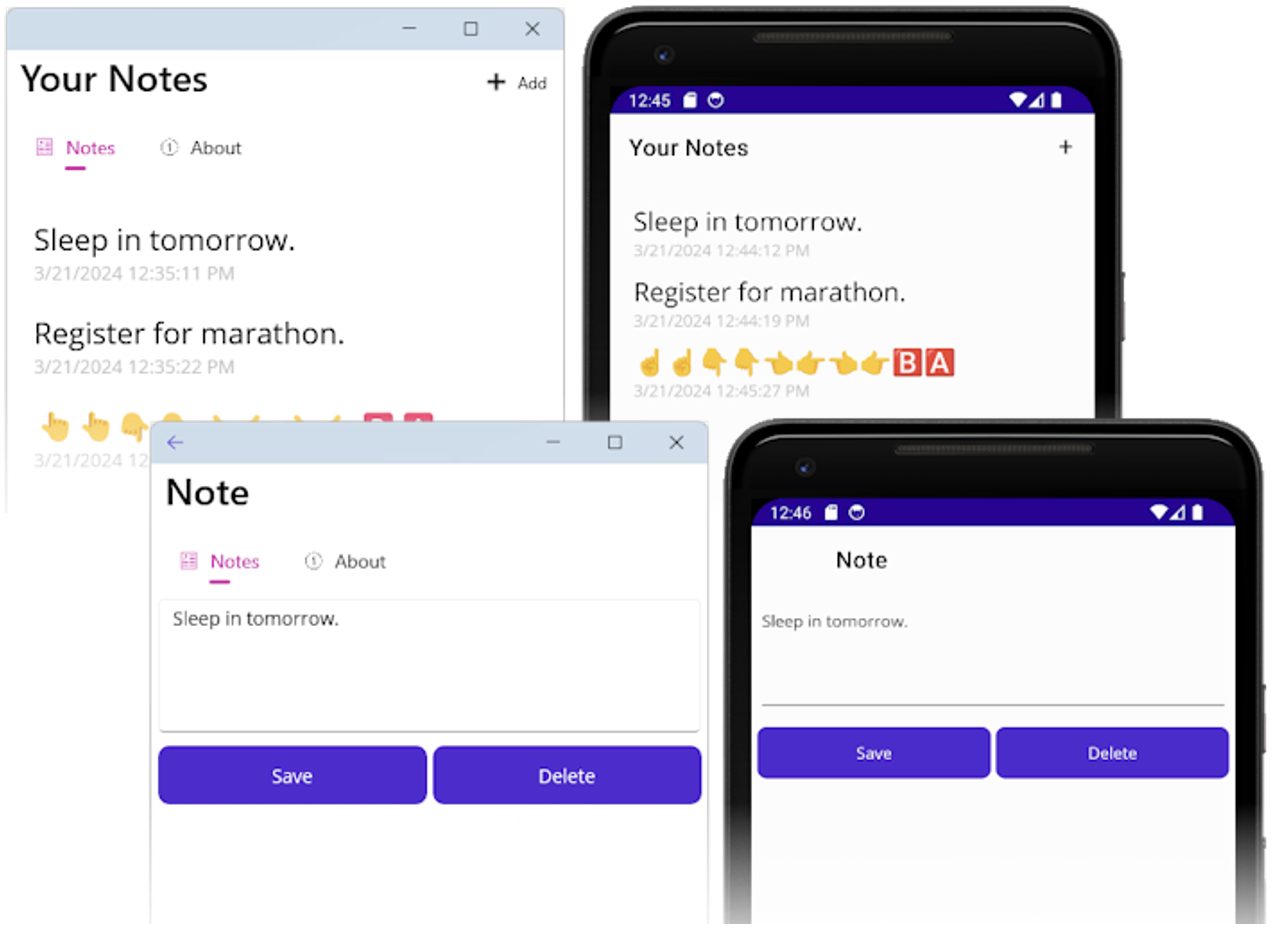 Your Notes
+ Add
Notes
About
Sleep in tomorrow.
3/21/2024 12:35:11 PM
Register for marathon.
3/21/2024 12:35:22 PM
3/21/2024 12
12:45
Your Notes
+
Sleep in tomorrow.
3/21/2024 12:44:12 PM
Register for marathon.
3/21/2024 12:44:19 PM
☝️☝️👇👇👈👉👈👉🅱️🅰️
3/21/2024 12:45:27 PM
Note
Notes
About
Sleep in tomorrow.
Save
Delete
12:46
Note
Sleep in tomorrow.
Save
Delete